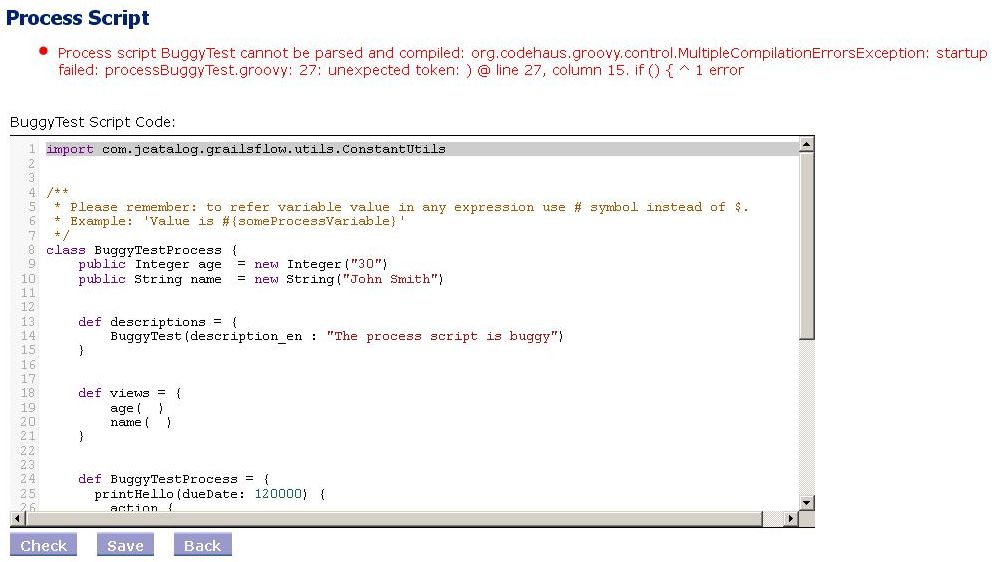 Process Script
Process script BuggyTest cannot be parsed and compiled: org.codehaus.groovy.control.MultipleCompilationErrorsException: startup
failed: processBuggyTest.groovy: 27: unexpected token: ) @ line 27, column 15. if () { ^ 1 error
BuggyTest Script Code:
1 import com.jcatalog.grailsflow.utils.ConstantUtils
2
3
4 /**
5  * Please remember: to refer variable value in any expression use # symbol instead of $.
6  * Example: 'Value is #{someProcessVariable}'
7  */
8 class BuggyTestProcess {
9     public Integer age  = new Integer("30")
10     public String name  = new String("John Smith")
11
12
13     def descriptions = {
14         BuggyTest(description_en : "The process script is buggy")
15     }
16
17
18     def views = {
19         age(  )
20         name(  )
21     }
22
23
24     def BuggyTestProcess = {
25       printHello(dueDate: 120000) {
26         action {
Check Save Back